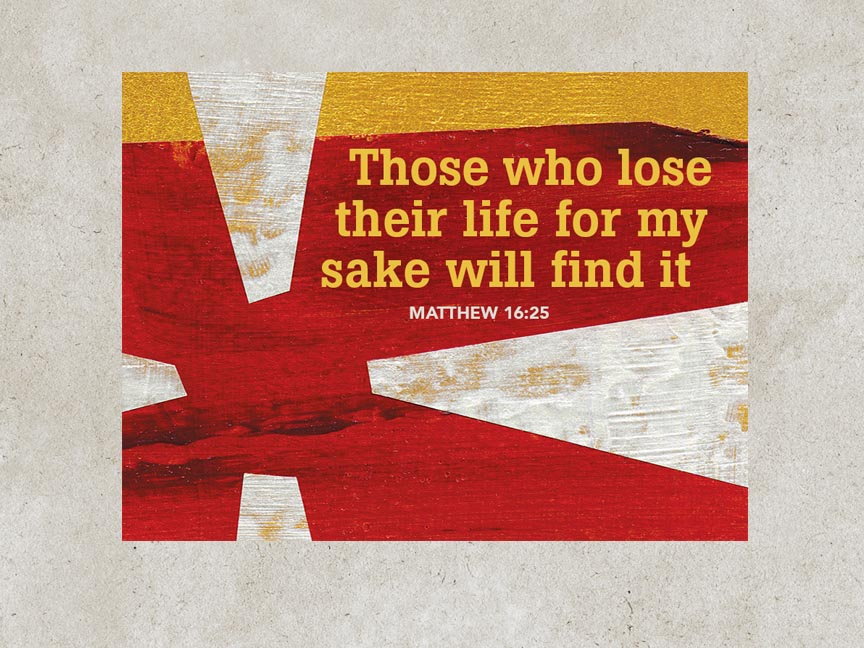 Those who lose
their life for my
sake will find it
MATTHEW 16:25